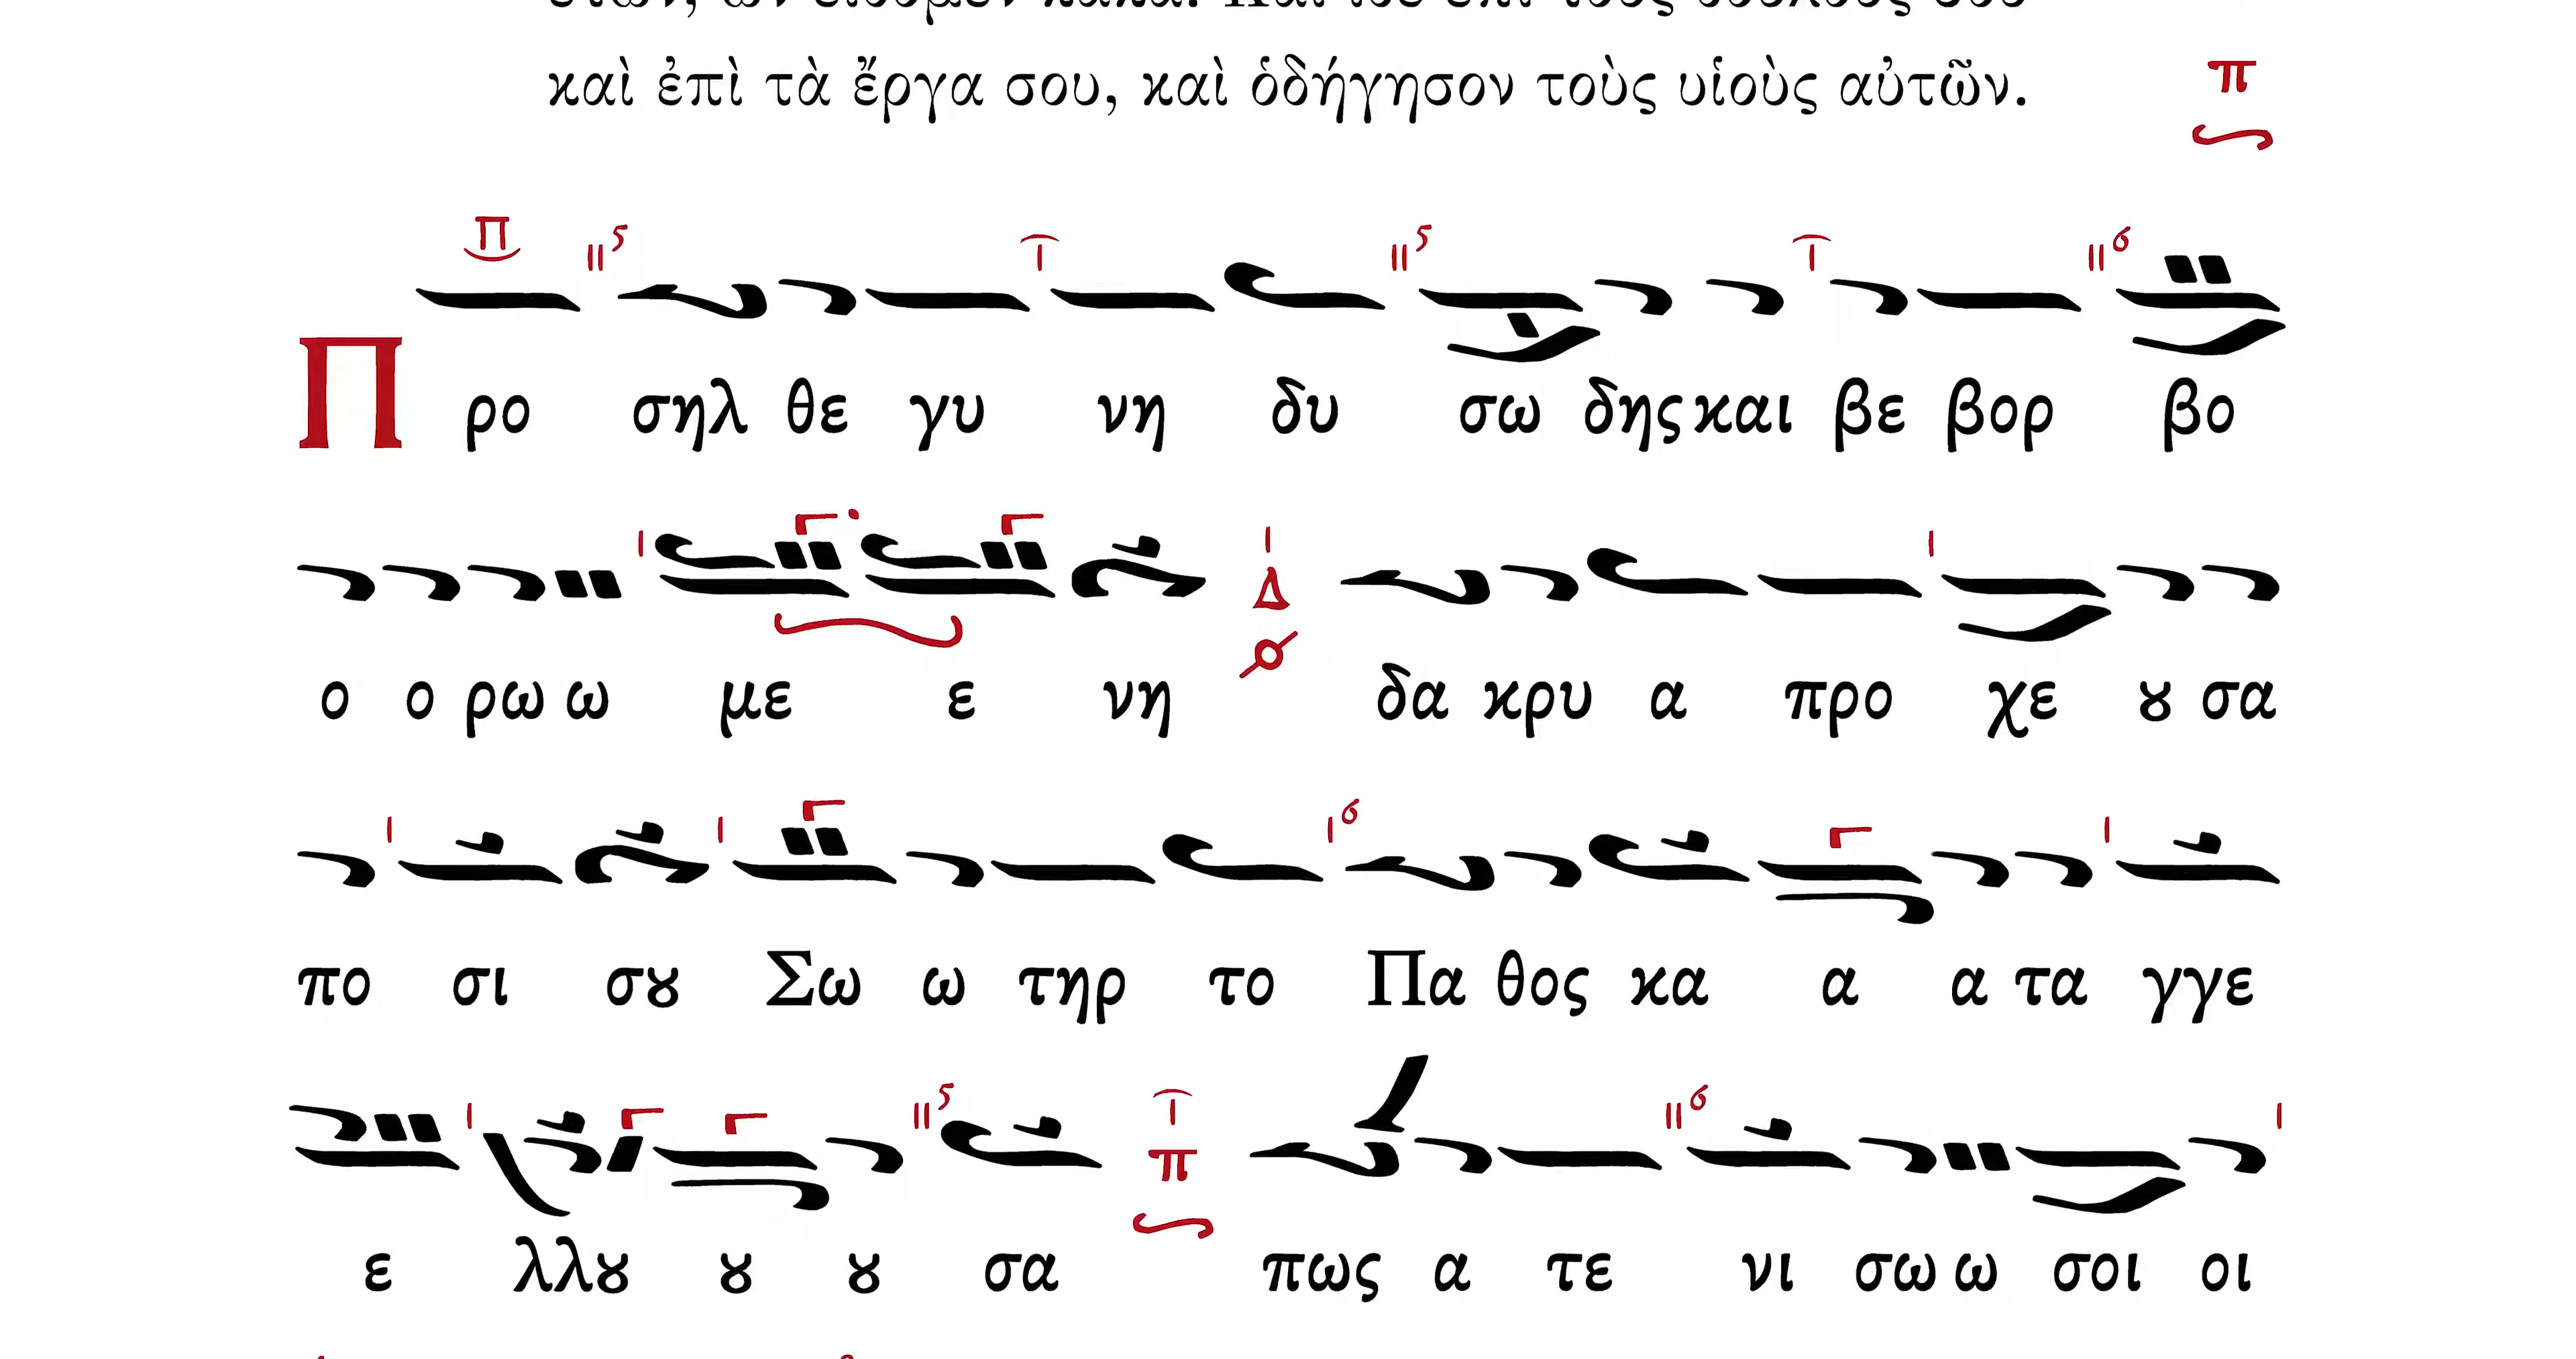 καὶ ἐπὶ τὰ ἔργα σου, καὶ ὁδήγησον τοὺς υἱοὺς αὐτῶν.
Π ρο σηλ θε γυ νη δυ σω δης και βε βορ βο
ο ο ρω ω με ε νη δα κρυ α προ χε ȣ σα
πο σι σȣ Σω ω τηρ το Πα θος κα α α τα γγε
ε λλȣ ȣ ȣ σα πως α τε νι σω ω σοι οι